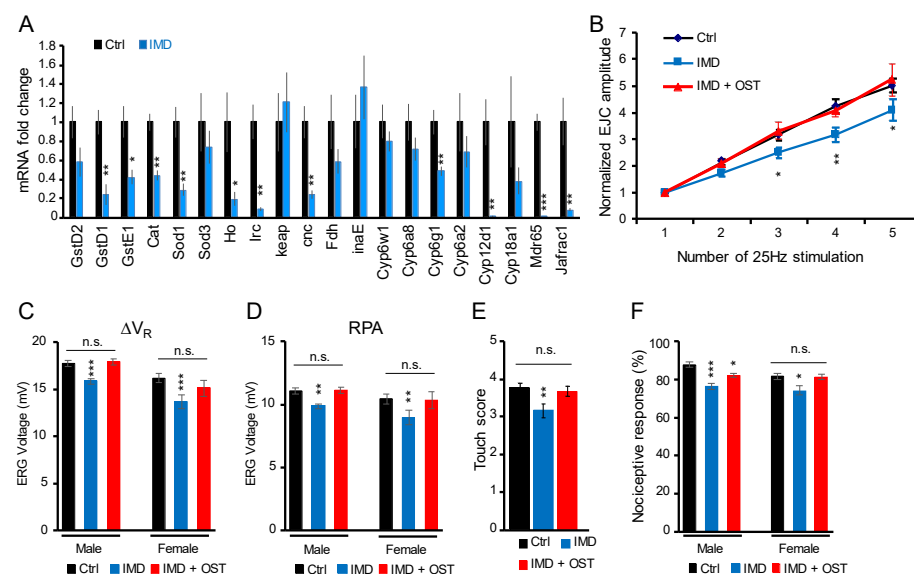 A
Ctrl IMD
mRNA fold change
1.8
1.6
1.4
1.2
1
0.8
0.6
0.4
0.2
0
** * ** ** * ** ** ** ** *** **
GstD2 GstD1 GstE1 Cat Sod1 Sod3 Ho Irc keap cnc Fdh inaE Cyp6w1 Cyp6a8 Cyp6g1 Cyp6a2 Cyp12d1 Cyp18a1 Mdr65 Jafrac1
B
Ctrl
IMD
IMD + OST
Normalized EJC amplitude
7
6
5
4
3
2
1
0
* ** *
1 2 3 4 5
Number of 25Hz stimulation
C
ΔVR
ERG Voltage (mV)
20
15
10
5
0
n.s. n.s.
*** ***
Male Female
Ctrl IMD IMD + OST
D
RPA
ERG Voltage (mV)
15
10
5
0
n.s. n.s.
** **
Male Female
Ctrl IMD IMD + OST
E
Touch score
5
4
3
2
1
0
n.s.
**
Ctrl IMD
IMD + OST
F
Nociceptive response (%)
100
80
60
40
20
0
n.s.
*** * *
Male Female
Ctrl IMD IMD + OST